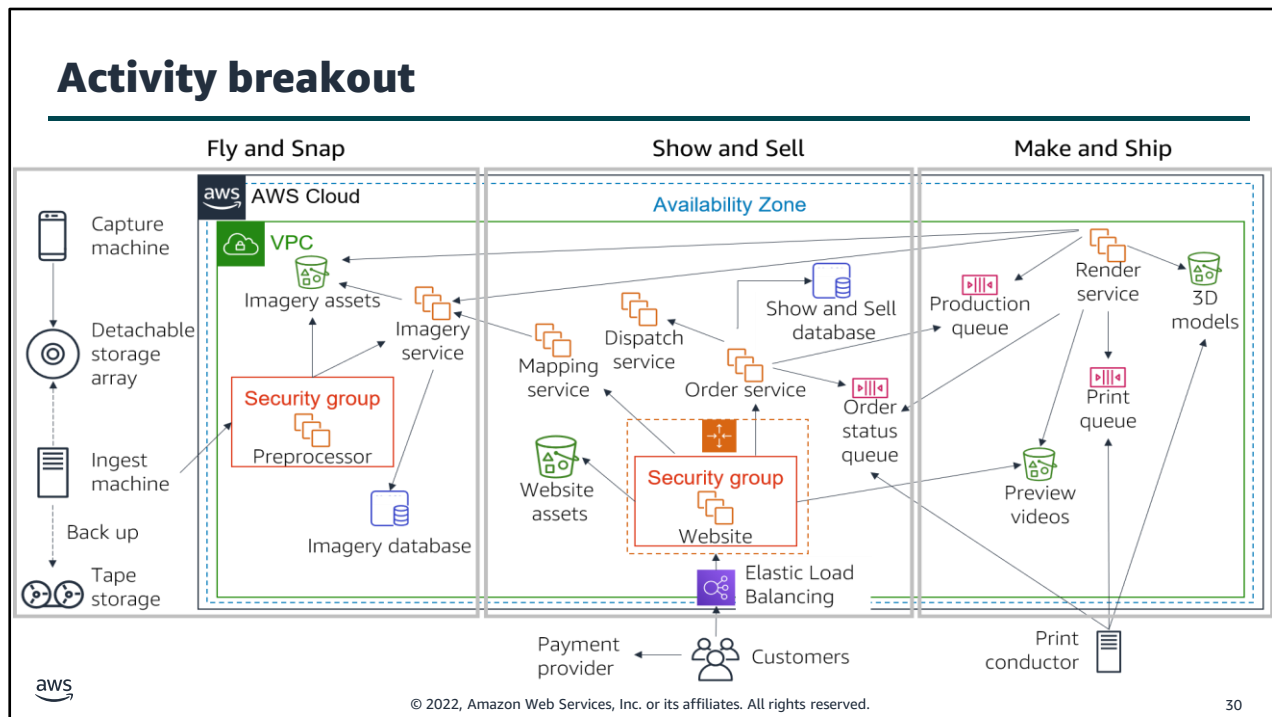 Activity breakout
Fly and Snap
Show and Sell
Make and Ship
aws
AWS Cloud
Availability Zone
VPC
Capture
machine
Detachable
storage
array
Ingest
machine
Back up
Tape
storage
Imagery assets
Imagery
service
Security group
Preprocessor
Imagery database
Mapping
service
Dispatch
service
Show and Sell
database
Order service
Order
status
queue
Website
assets
Security group
Website
Elastic Load
Balancing
Production
queue
Render
service
3D
models
Print
queue
Preview
videos
Payment
provider
Customers
Print
conductor
aws
© 2022, Amazon Web Services, Inc. or its affiliates. All rights reserved.
30